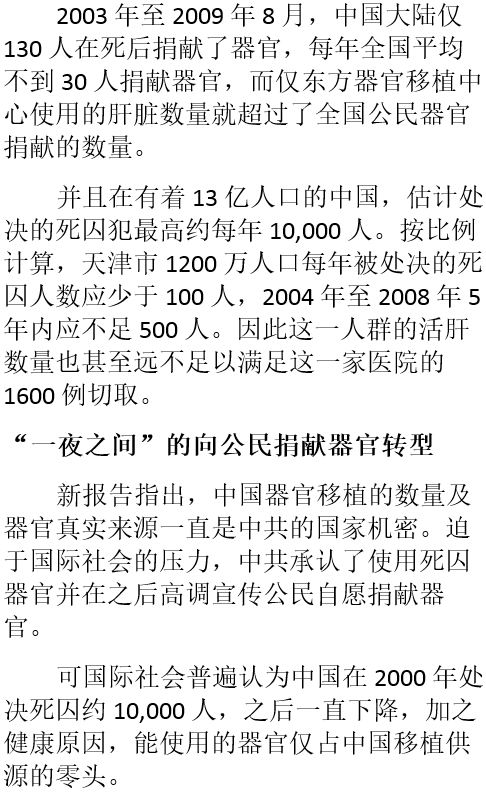 2003 年至 2009 年 8 月，中国大陆仅
130 人在死后捐献了器官，每年全国平均
不到 30 人捐献器官，而仅东方器官移植中
心使用的肝脏数量就超过了全国公民器官
捐献的数量。
并且在有着 13 亿人口的中国，估计处
决的死囚犯最高约每年 10,000 人。按比例
计算，天津市 1200 万人口每年被处决的死
囚人数应少于 100 人，2004 年至 2008 年 5
年内应不足 500 人。因此这一人群的活肝
数量也甚至远不足以满足这一家医院的
1600 例切取。
“一夜之间”的向公民捐献器官转型
新报告指出，中国器官移植的数量及
器官真实来源一直是中共的国家机密。迫
于国际社会的压力，中共承认了使用死囚
器官并在之后高调宣传公民自愿捐献器
官。
可国际社会普遍认为中国在 2000 年处
决死囚约 10,000 人，之后一直下降，加之
健康原因，能使用的器官仅占中国移植供
源的零头。